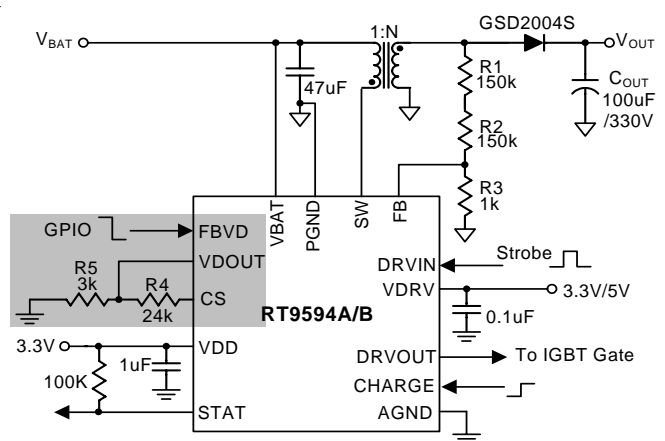 1:N
GSD2004S
VBAT
VOUT
47uF
R1
150k
COUT
100uF
/330V
R2
150k
R3
1k
VBAT
PGND
SW
FB
GPIO
FBVD
VDOUT
R5
3k
R4
24k
CS
RT9594A/B
DRVIN
Strobe
VDRV
3.3V/5V
0.1uF
3.3V
VDD
1uF
100K
DRVOUT
To IGBT Gate
CHARGE
STAT
AGND